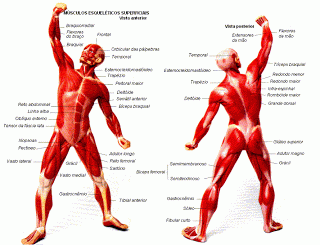 MÚSCULOS ESQUELÉTICOS SUPERFICIAIS
Vista anterior
Braquiorradial
Flexores
do braço
Braquial
Frontal
Orbicular das pálpebras
Temporal
Esternocleidomastoideo
Trapézio
Peitoral maior
Deltóide
Serrátil anterior
Bíceps braquial
Reto abdominal
Linha alba
Oblíquo externo
Tensor da fáscia lata
Iliopsoas
Pectíneo
Adutor longo
Reto femoral
Sartório
Vasto lateral
Grácil
Vasto medial
Gastrocnêmio
Tibial anterior
Vista posterior
Extensores
da mão
Flexores
da mão
Temporal
Esternocleidomastoideo
Trapézio
Deltóide
Tríceps braquial
Redondo menor
Redondo maior
Infra-espinhal
Rombóide maior
Grande dorsal
Glúteo superior
Adutor magno
Grácil
Bíceps femoral
Semimembranoso
Semitendinoso
Gastrocnêmios
Sóleo
Fibular curto